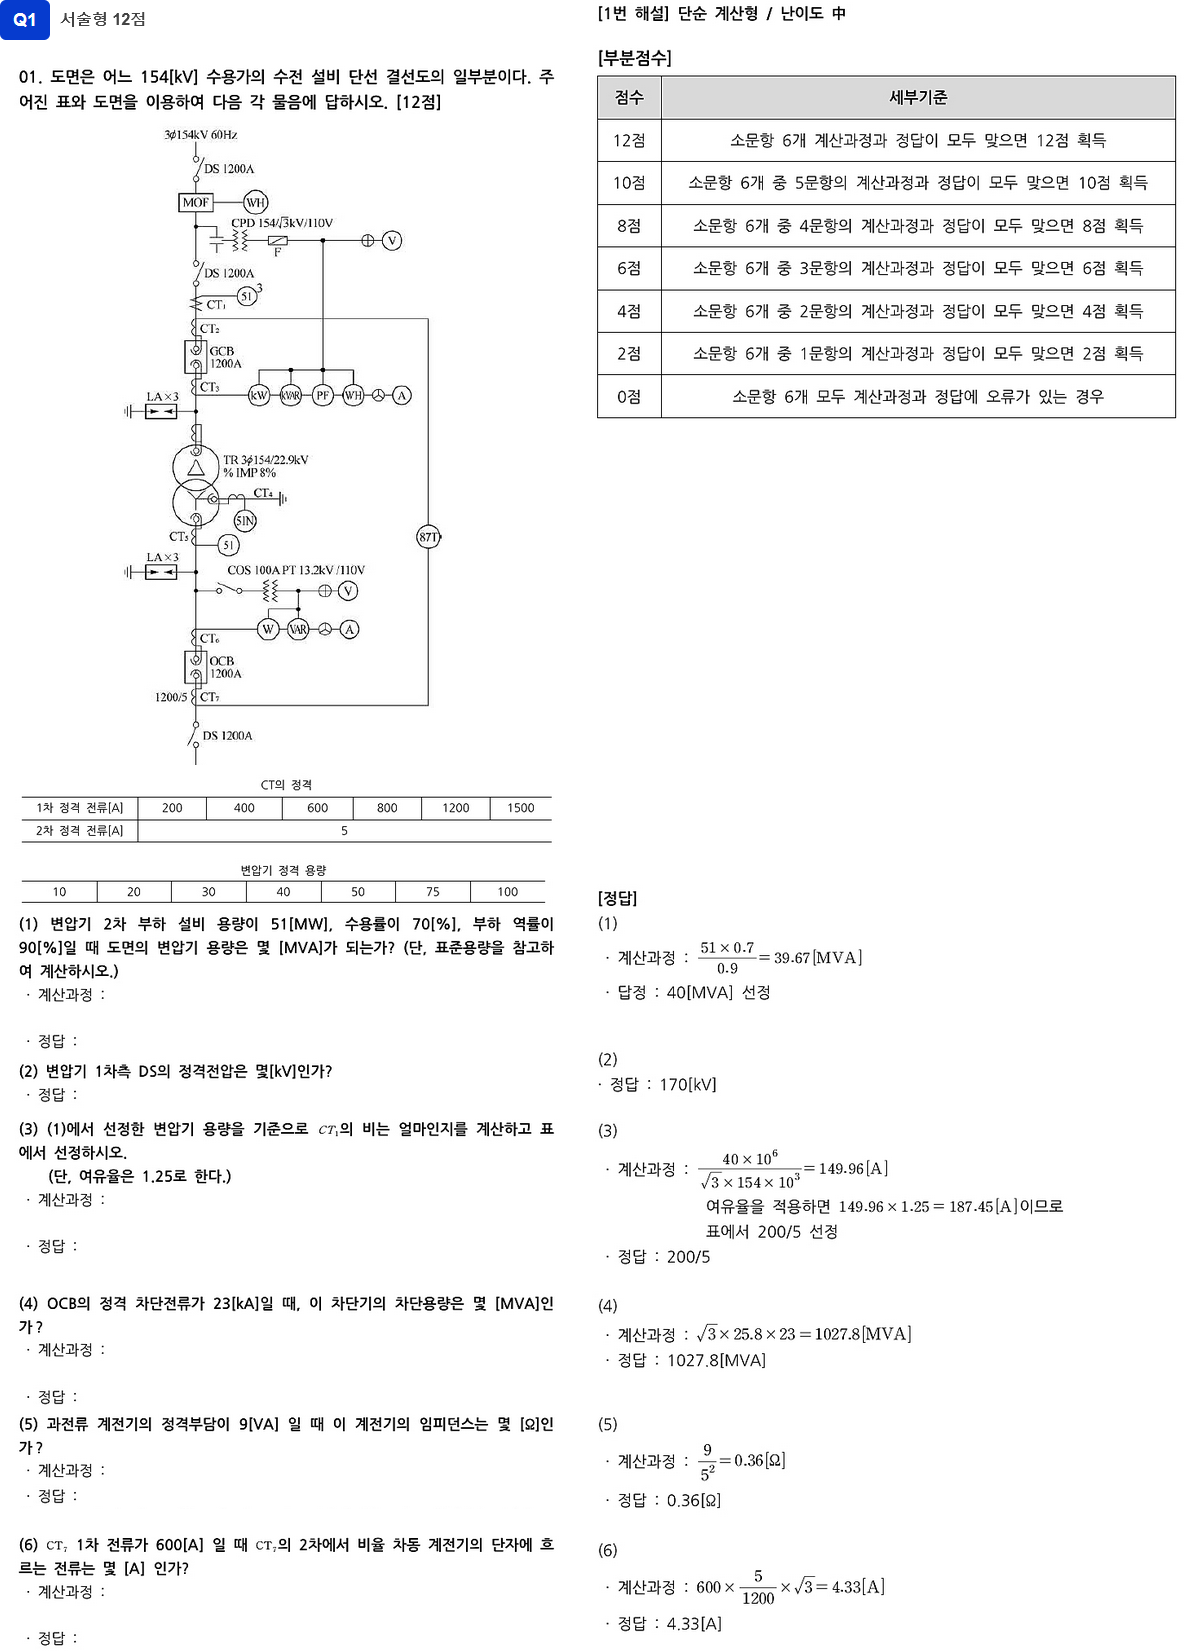 Q1 서술형 12점
01. 도면은 어느 154[kV] 수용가의 수전 설비 단선 결선도의 일부분이다. 주
어진 표와 도면을 이용하여 다음 각 물음에 답하시오. [12점]
3∮154kV 60Hz
DS 1200A
MOF
WH
CPD 154/√3kV/110V
F
V
DS 1200A
51
3
CT₁
CT₂
GCB
1200A
CT₃
kW
kVAR
PF
WH
A
LA×3
TR 3∮154/22.9kV
% IMP 8%
CT₄
51N
CT₅
51
87T
LA×3
COS 100A PT 13.2kV /110V
V
W
VAR
A
CT₆
OCB
1200A
1200/5
CT₇
DS 1200A
CT의 정격
1차 정격 전류[A] 200 400 600 800 1200 1500
2차 정격 전류[A] 5
변압기 정격 용량
10 20 30 40 50 75 100
(1) 변압기 2차 부하 설비 용량이 51[MW], 수용률이 70[%], 부하 역률이
90[%]일 때 도면의 변압기 용량은 몇 [MVA]가 되는가? (단, 표준용량을 참고하
여 계산하시오.)
· 계산과정 :
· 정답 :
(2) 변압기 1차측 DS의 정격전압은 몇[kV]인가?
· 정답 :
(3) (1)에서 선정한 변압기 용량을 기준으로 CT₁의 비는 얼마인지를 계산하고 표
에서 선정하시오.
(단, 여유율은 1.25로 한다.)
· 계산과정 :
· 정답 :
(4) OCB의 정격 차단전류가 23[kA]일 때, 이 차단기의 차단용량은 몇 [MVA]인
가?
· 계산과정 :
· 정답 :
(5) 과전류 계전기의 정격부담이 9[VA] 일 때 이 계전기의 임피던스는 몇 [Ω]인
가?
· 계산과정 :
· 정답 :
(6) CT₇ 1차 전류가 600[A] 일 때 CT₇의 2차에서 비율 차동 계전기의 단자에 흐
르는 전류는 몇 [A] 인가?
· 계산과정 :
· 정답 :
[1번 해설] 단순 계산형 / 난이도 中
[부분점수]
점수 세부기준
12점 소문항 6개 계산과정과 정답이 모두 맞으면 12점 획득
10점 소문항 6개 중 5문항의 계산과정과 정답이 모두 맞으면 10점 획득
8점 소문항 6개 중 4문항의 계산과정과 정답이 모두 맞으면 8점 획득
6점 소문항 6개 중 3문항의 계산과정과 정답이 모두 맞으면 6점 획득
4점 소문항 6개 중 2문항의 계산과정과 정답이 모두 맞으면 4점 획득
2점 소문항 6개 중 1문항의 계산과정과 정답이 모두 맞으면 2점 획득
0점 소문항 6개 모두 계산과정과 정답에 오류가 있는 경우
[정답]
(1)
· 계산과정 : 51×0.7/0.9 = 39.67[MVA]
· 답정 : 40[MVA] 선정
(2)
· 정답 : 170[kV]
(3)
· 계산과정 : 40×10⁶/√3×154×10³ = 149.96[A]
여유율을 적용하면 149.96×1.25 = 187.45[A]이므로
표에서 200/5 선정
· 정답 : 200/5
(4)
· 계산과정 : √3×25.8×23 = 1027.8[MVA]
· 정답 : 1027.8[MVA]
(5)
· 계산과정 : 9/5² = 0.36[Ω]
· 정답 : 0.36[Ω]
(6)
· 계산과정 : 600×5/1200×√3 = 4.33[A]
· 정답 : 4.33[A]